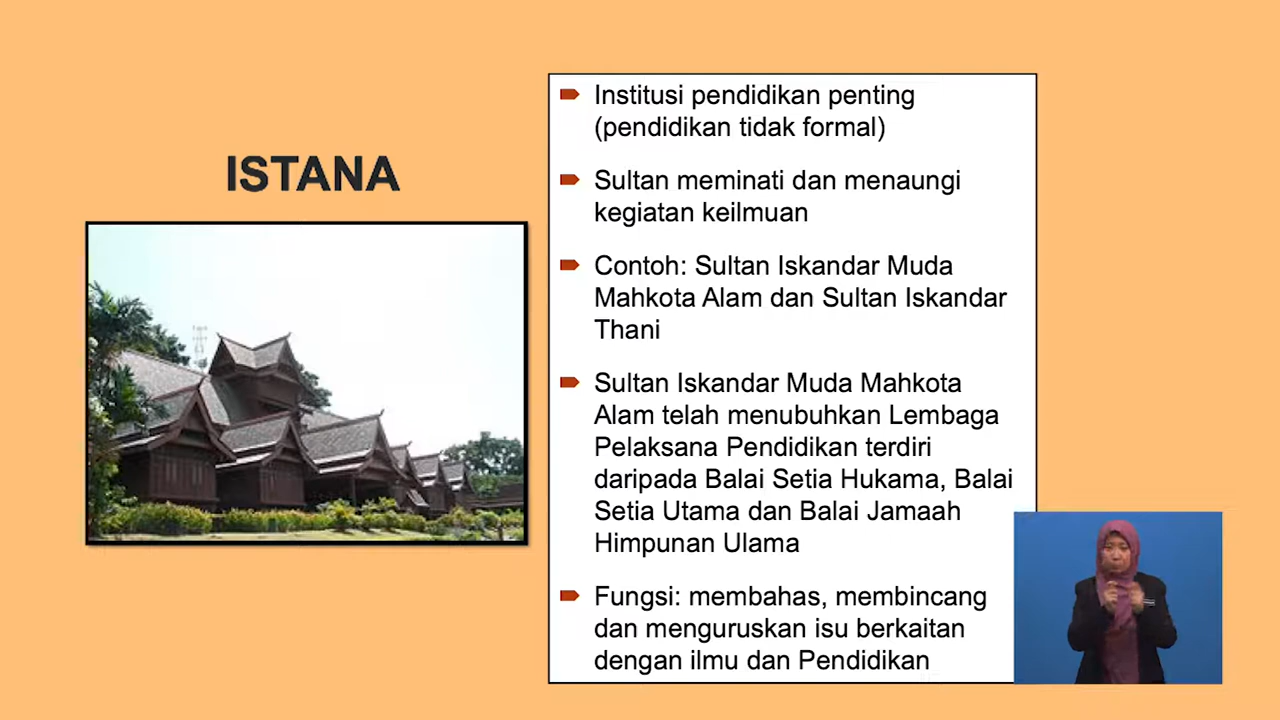 ISTANA
Institusi pendidikan penting
(pendidikan tidak formal)
Sultan meminati dan menaungi
kegiatan keilmuan
Contoh: Sultan Iskandar Muda
Mahkota Alam dan Sultan Iskandar
Thani
Sultan Iskandar Muda Mahkota
Alam telah menubuhkan Lembaga
Pelaksana Pendidikan terdiri
daripada Balai Setia Hukama, Balai
Setia Utama dan Balai Jamaah
Himpunan Ulama
Fungsi: membahas, membincang
dan menguruskan isu berkaitan
dengan ilmu dan Pendidikan